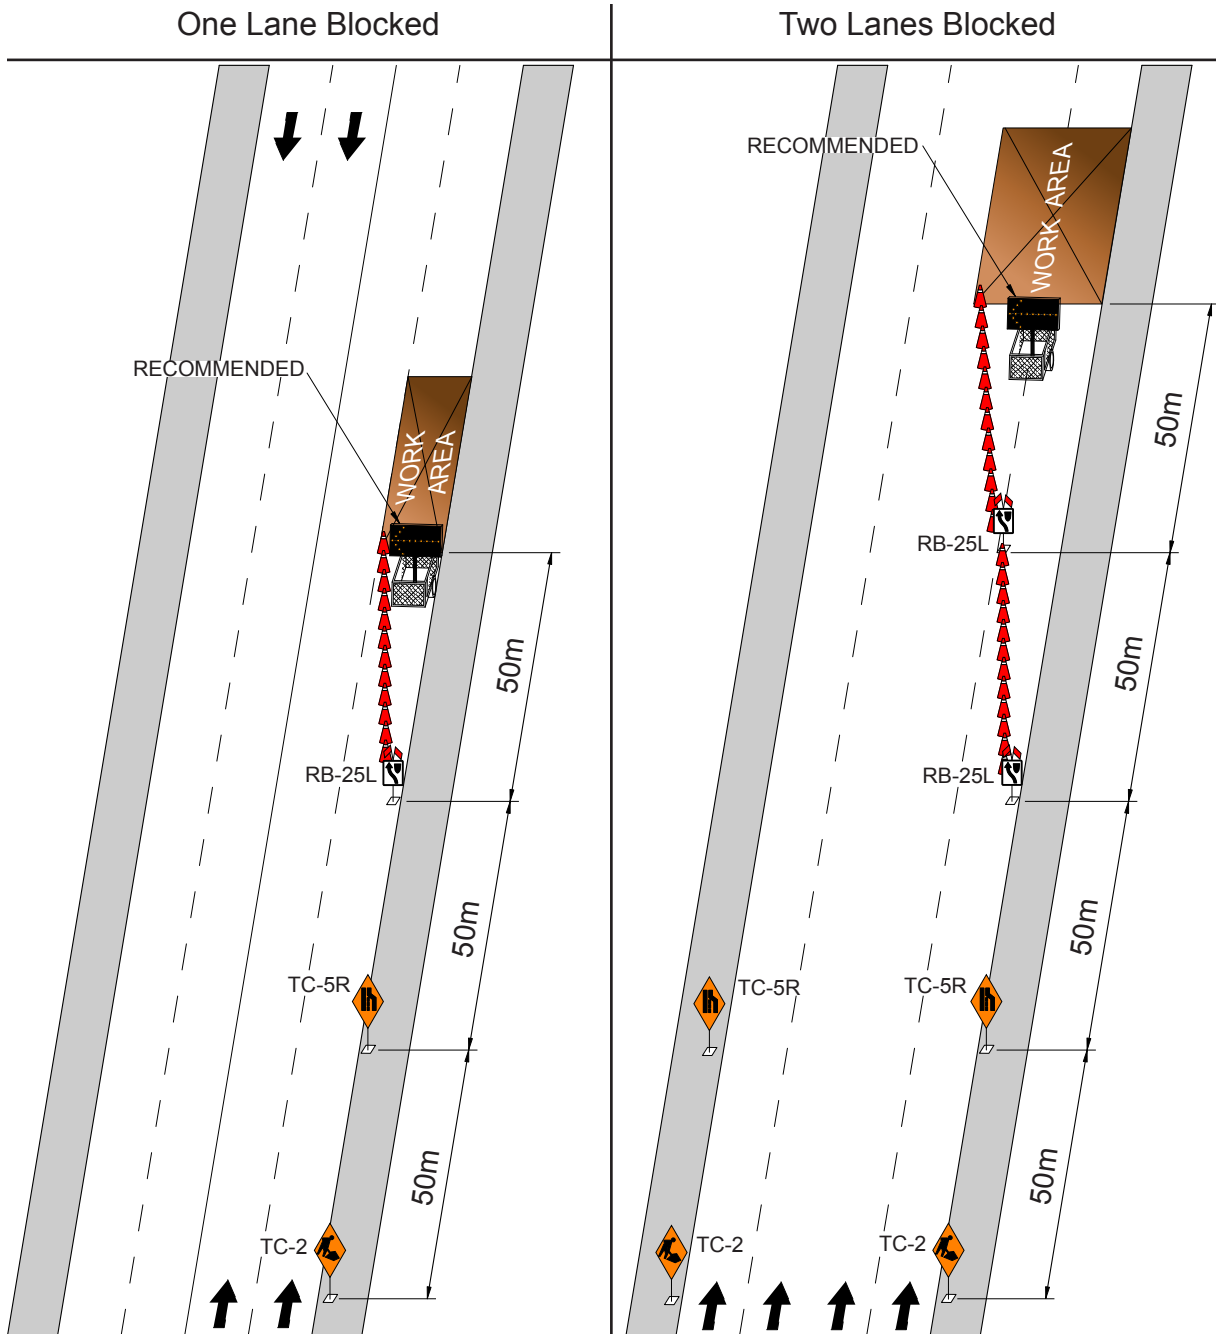 One Lane Blocked
Two Lanes Blocked
RECOMMENDED
WORK
AREA
50m
RB-25L
50m
TC-5R
50m
TC-2
RECOMMENDED
WORK AREA
50m
RB-25L
50m
RB-25L
50m
TC-5R
TC-5R
50m
TC-2
TC-2